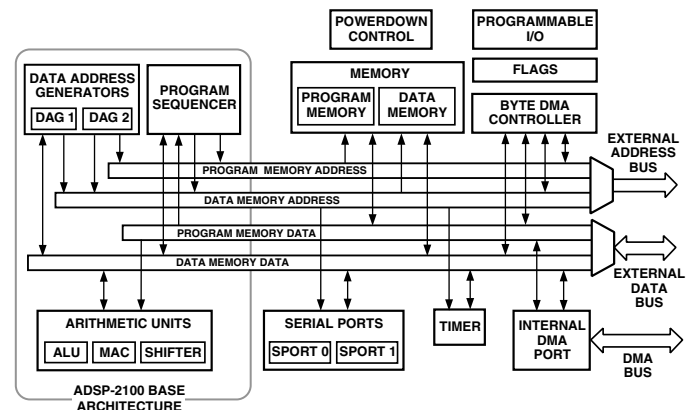 POWERDOWN
CONTROL
PROGRAMMABLE
I/O
FLAGS
DATA ADDRESS
GENERATORS
DAG 1
DAG 2
PROGRAM
SEQUENCER
MEMORY
PROGRAM
MEMORY
DATA
MEMORY
BYTE DMA
CONTROLLER
EXTERNAL
ADDRESS
BUS
PROGRAM MEMORY ADDRESS
DATA MEMORY ADDRESS
PROGRAM MEMORY DATA
DATA MEMORY DATA
EXTERNAL
DATA
BUS
ARITHMETIC UNITS
ALU
MAC
SHIFTER
SERIAL PORTS
SPORT 0
SPORT 1
TIMER
INTERNAL
DMA
PORT
DMA
BUS
ADSP-2100 BASE
ARCHITECTURE